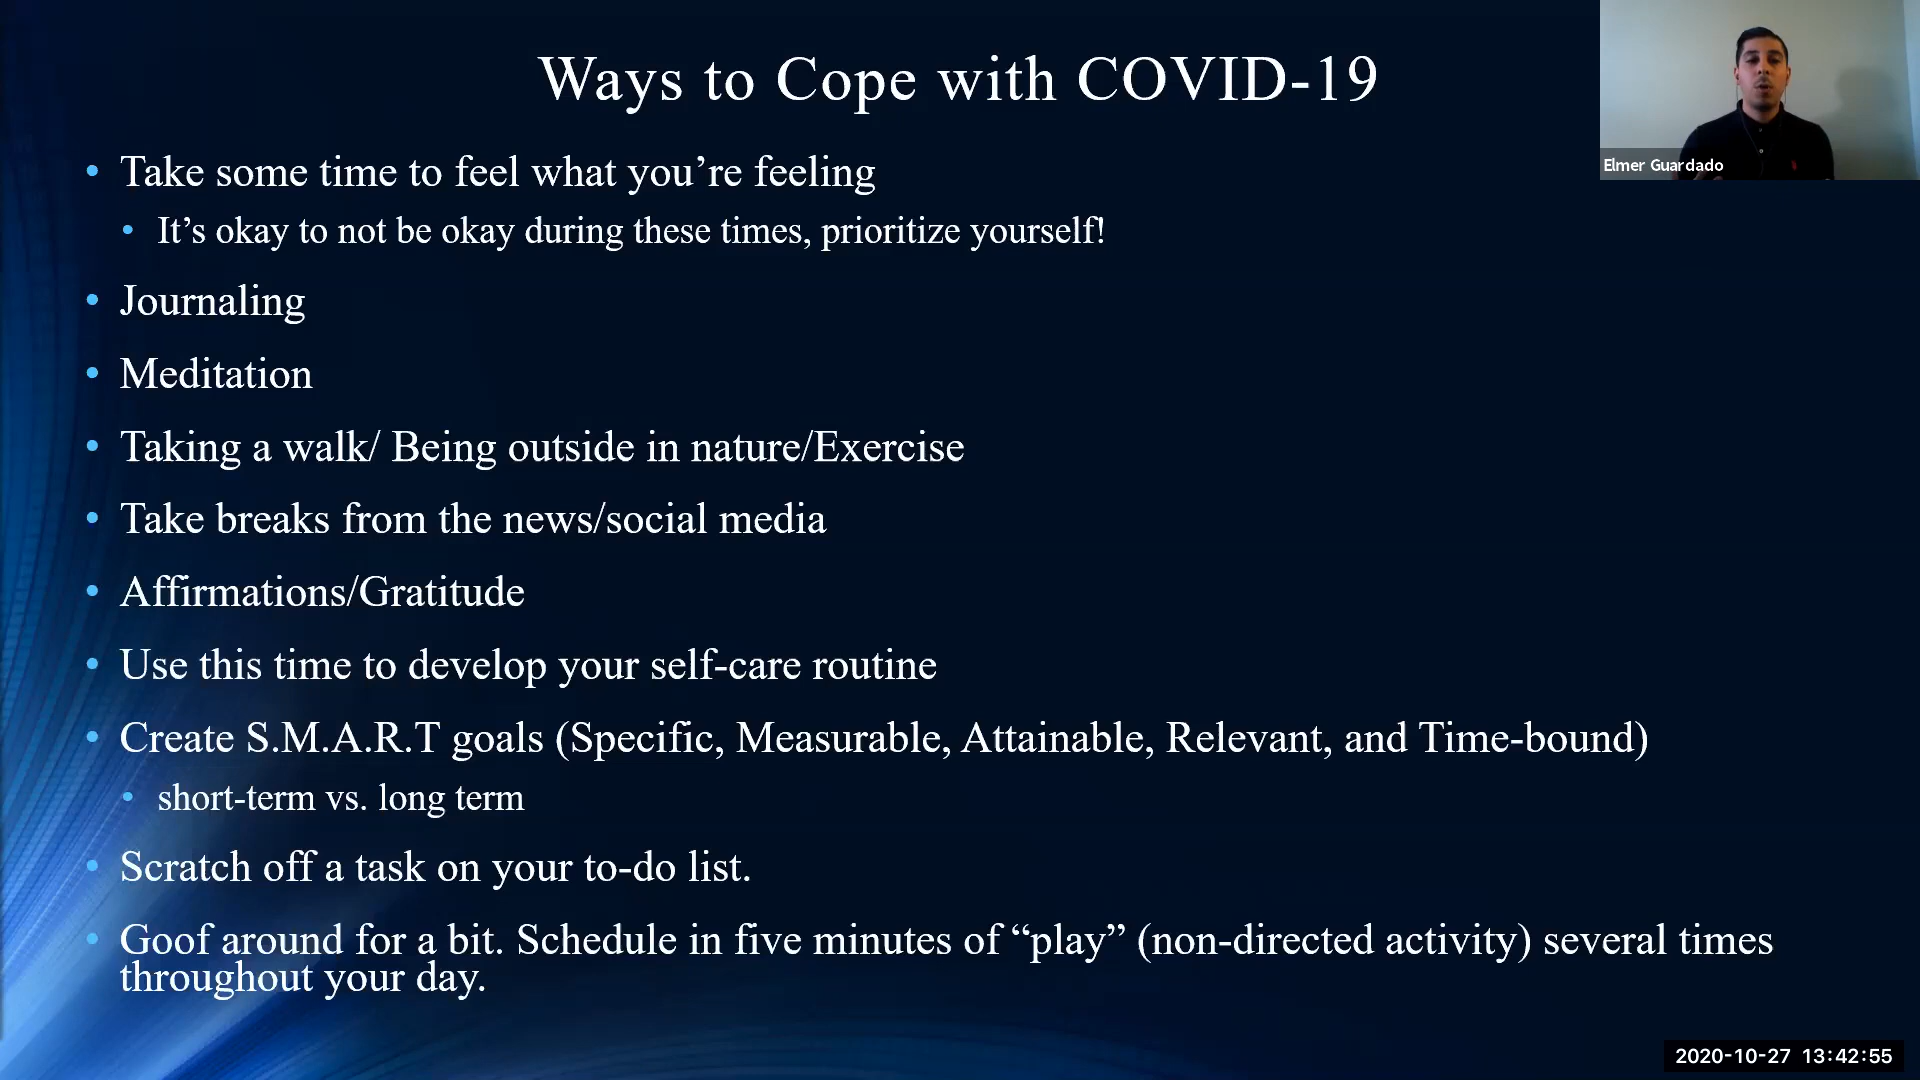 Ways to Cope with COVID-19
Elmer Guardado
• Take some time to feel what you’re feeling
• It’s okay to not be okay during these times, prioritize yourself!
• Journaling
• Meditation
• Taking a walk/ Being outside in nature/Exercise
• Take breaks from the news/social media
• Affirmations/Gratitude
• Use this time to develop your self-care routine
• Create S.M.A.R.T goals (Specific, Measurable, Attainable, Relevant, and Time-bound)
• short-term vs. long term
• Scratch off a task on your to-do list.
• Goof around for a bit. Schedule in five minutes of “play” (non-directed activity) several times
throughout your day.
2020-10-27 13:42:55